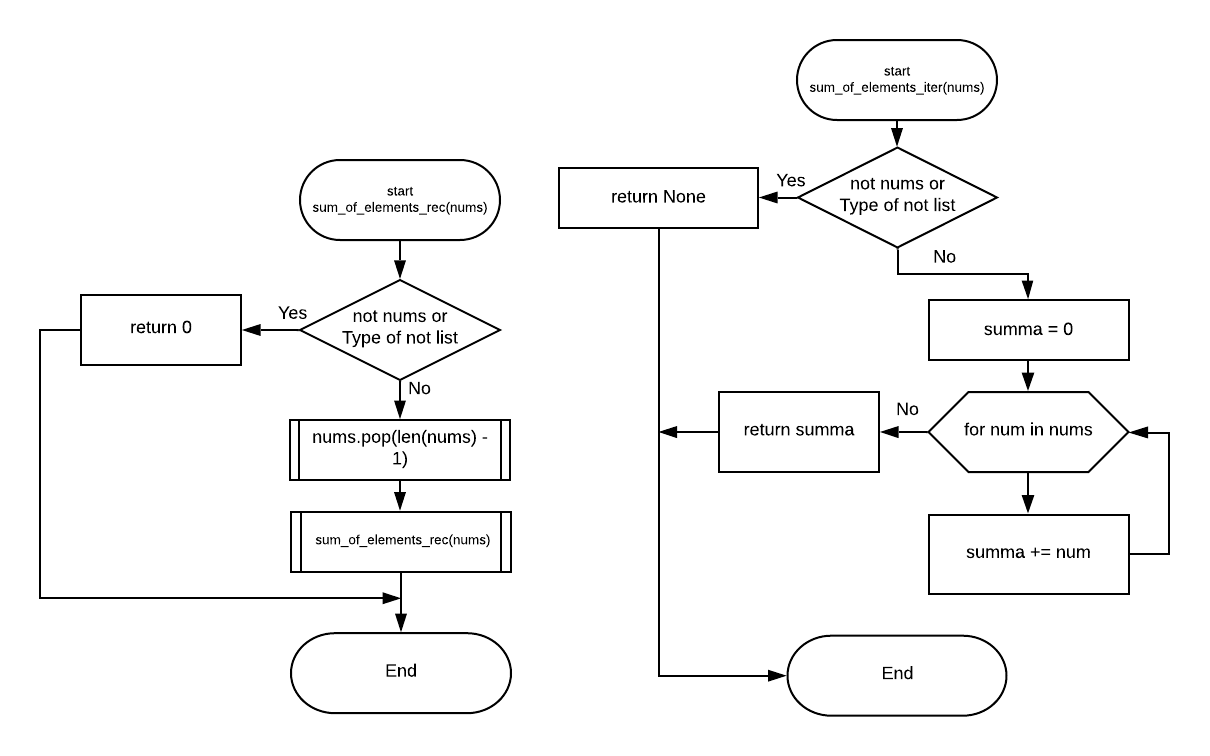 start
sum_of_elements_rec(nums)
not nums or
Type of not list
Yes
return 0
No
nums.pop(len(nums) -
1)
sum_of_elements_rec(nums)
End
start
sum_of_elements_iter(nums)
not nums or
Type of not list
Yes
return None
No
summa = 0
for num in nums
No
return summa
summa += num
End